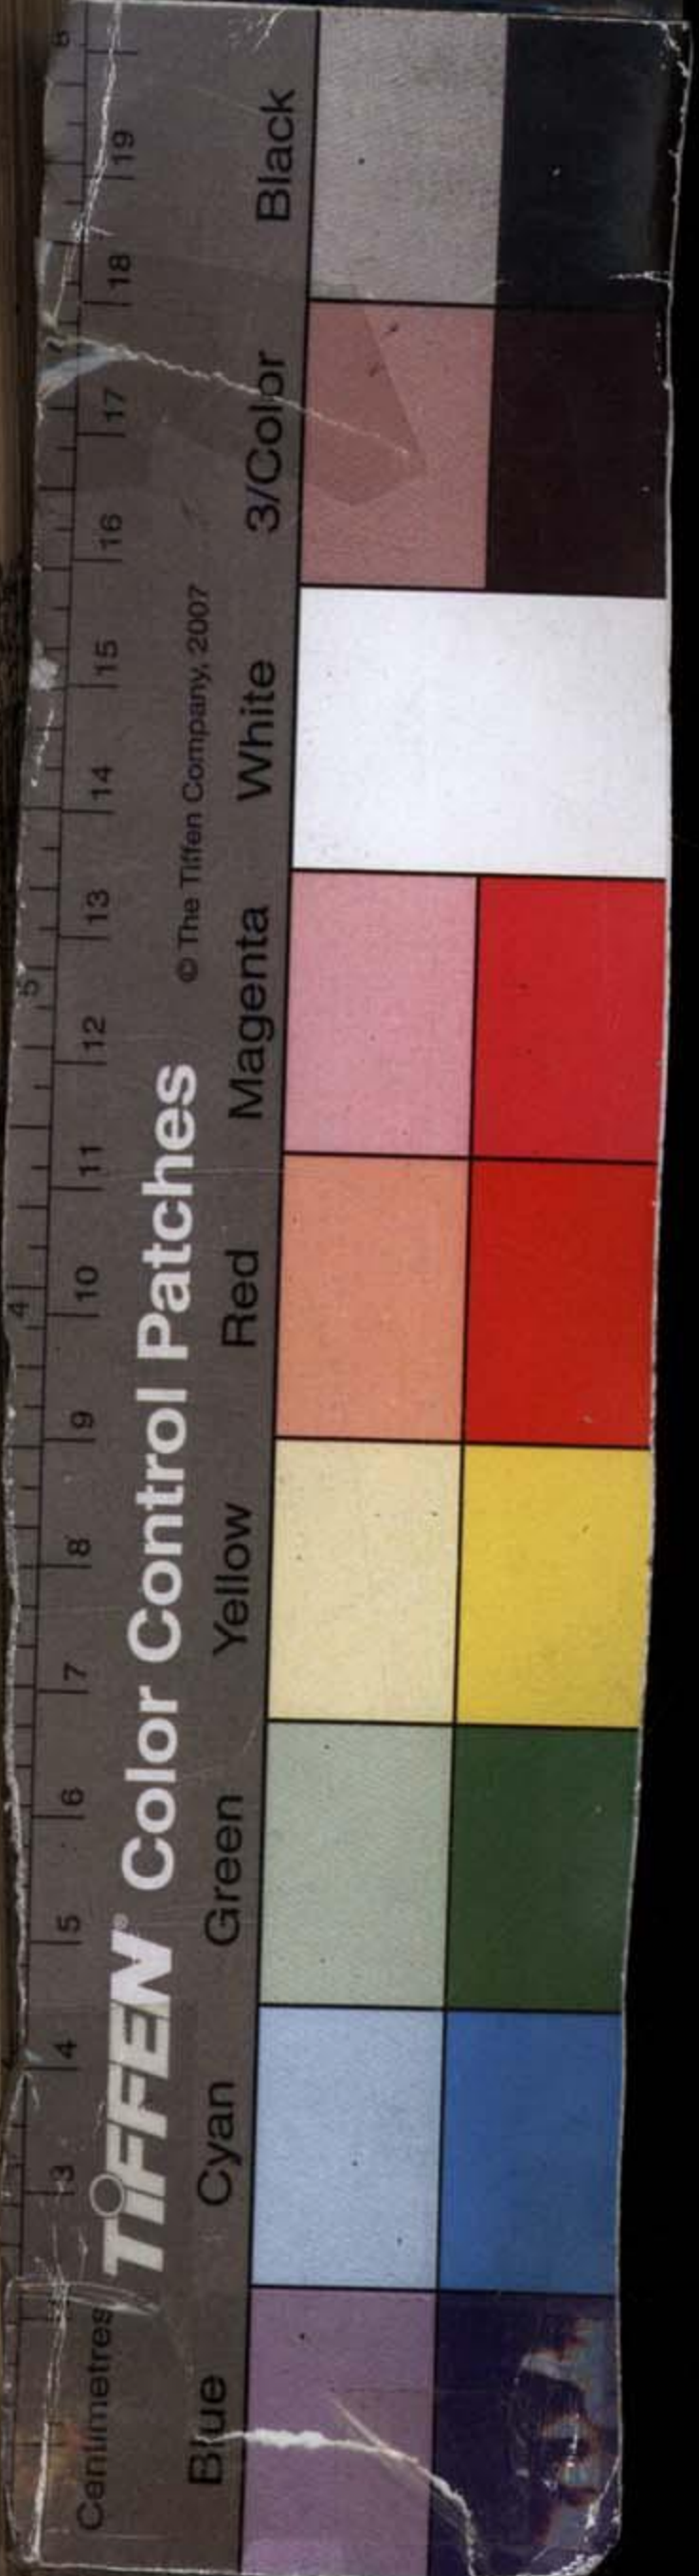 Centimetres
3 4 5 6 7 8 9 10 11 12 13 14 15 16 17 18 19
4 5
TIFFEN® Color Control Patches
© The Tiffen Company, 2007
Blue Cyan Green Yellow Red Magenta White 3/Color Black